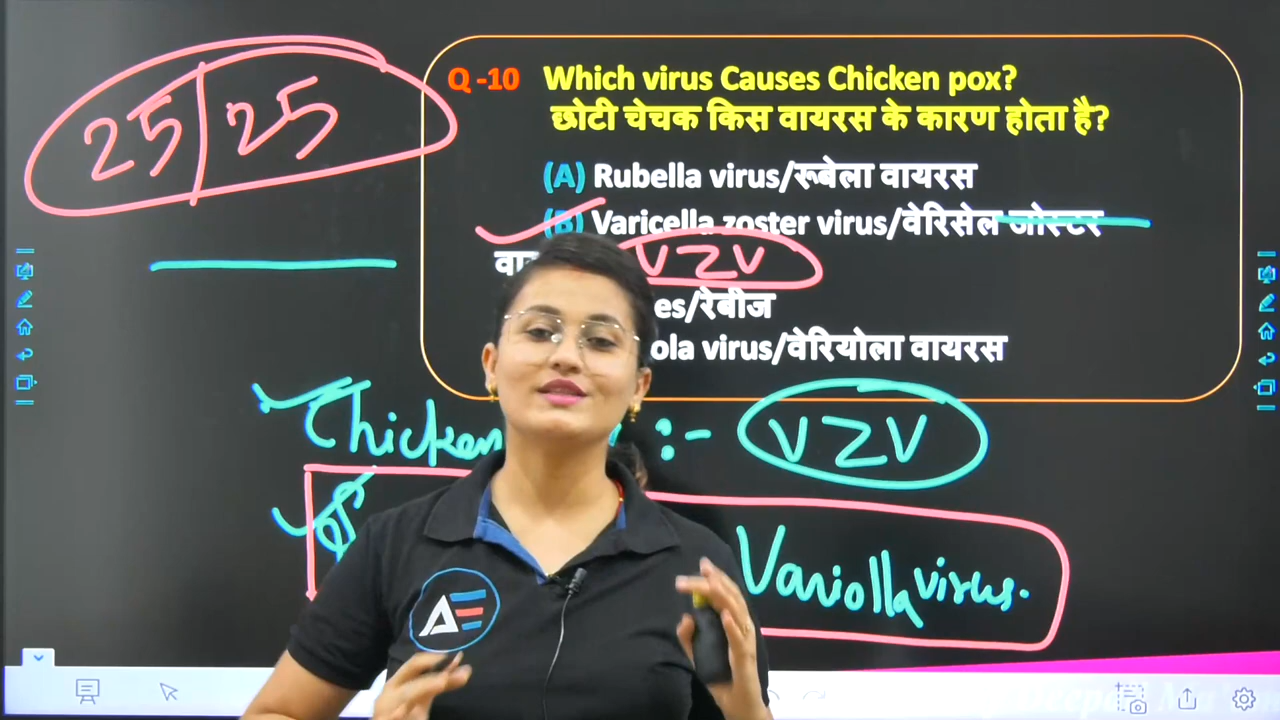 25 | 25
Q -10 Which virus Causes Chicken pox?
छोटी चेचक किस वायरस के कारण होता है?
(A) Rubella virus/रूबेला वायरस
(B) Varicella zoster virus/वेरिसेल जोस्टर
VZV
es/रेबीज
ola virus/वेरियोला वायरस
Chicken :- VZV
Variolla virus.
AE